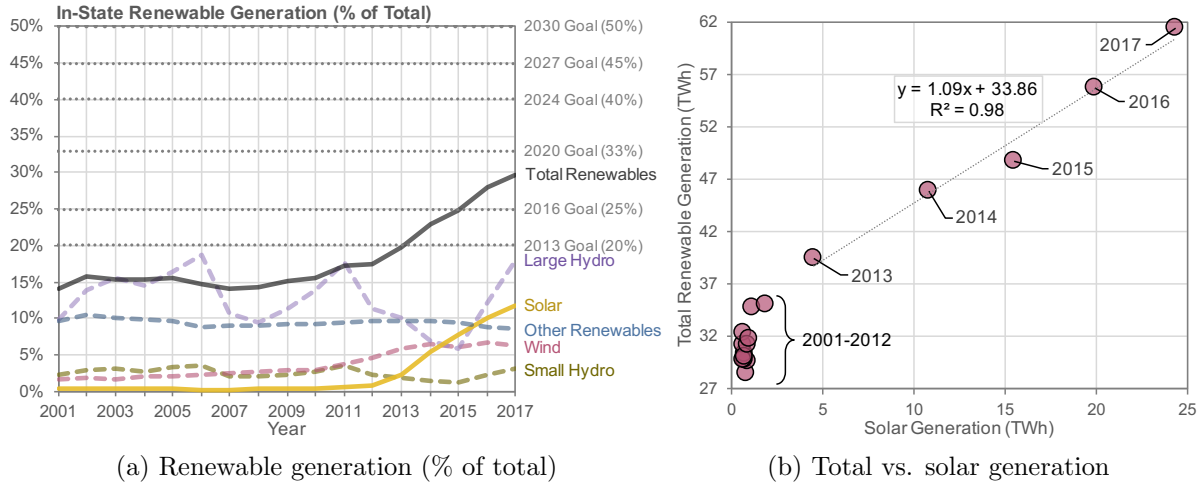 In-State Renewable Generation (% of Total)
50%
45%
40%
35%
30%
25%
20%
15%
10%
5%
0%
2030 Goal (50%)
2027 Goal (45%)
2024 Goal (40%)
2020 Goal (33%)
Total Renewables
2016 Goal (25%)
2013 Goal (20%)
Large Hydro
Solar
Other Renewables
Wind
Small Hydro
2001 2003 2005 2007 2009 2011 2013 2015 2017
Year
(a) Renewable generation (% of total)
Total Renewable Generation (TWh)
62
57
52
47
42
37
32
27
2017
y = 1.09x + 33.86
R² = 0.98
2016
2015
2014
2013
2001-2012
0 5 10 15 20 25
Solar Generation (TWh)
(b) Total vs. solar generation